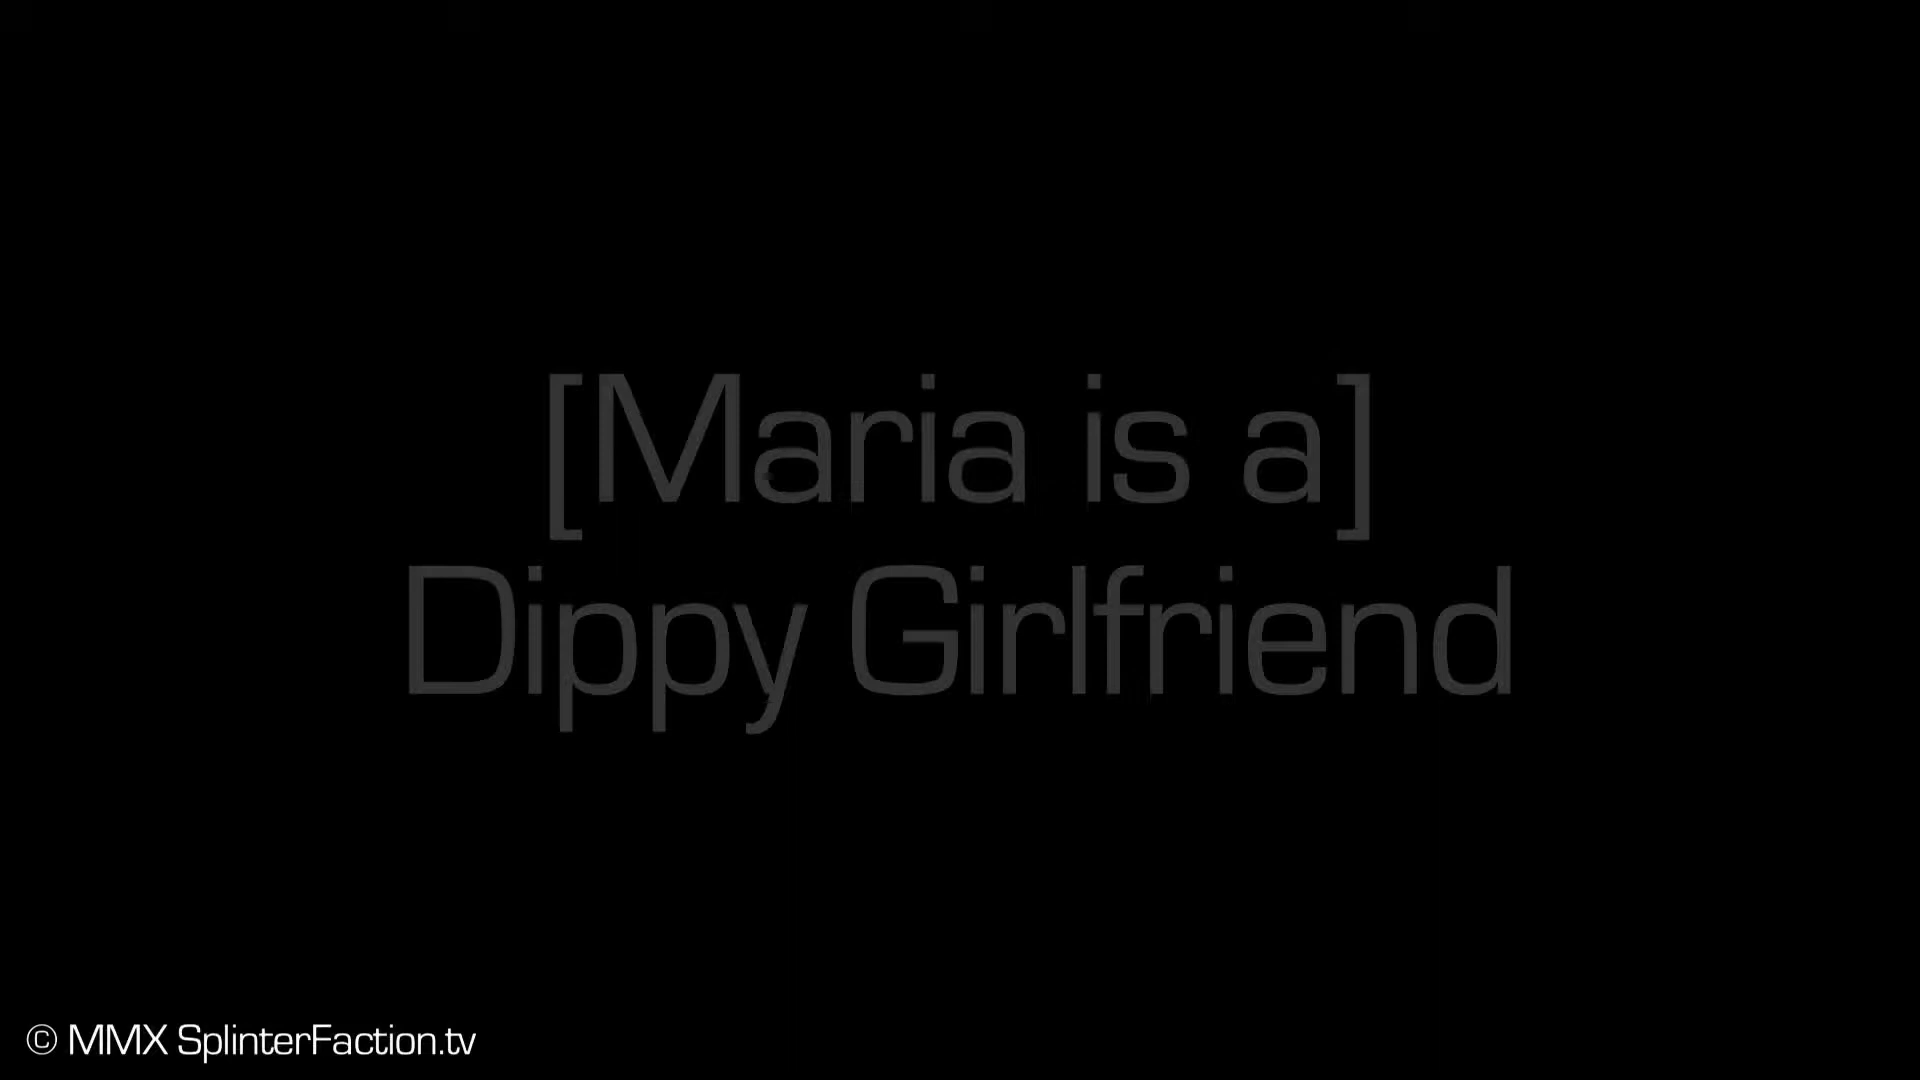 [Maria is a]
Dippy Girlfriend
© MMX SplinterFaction.tv